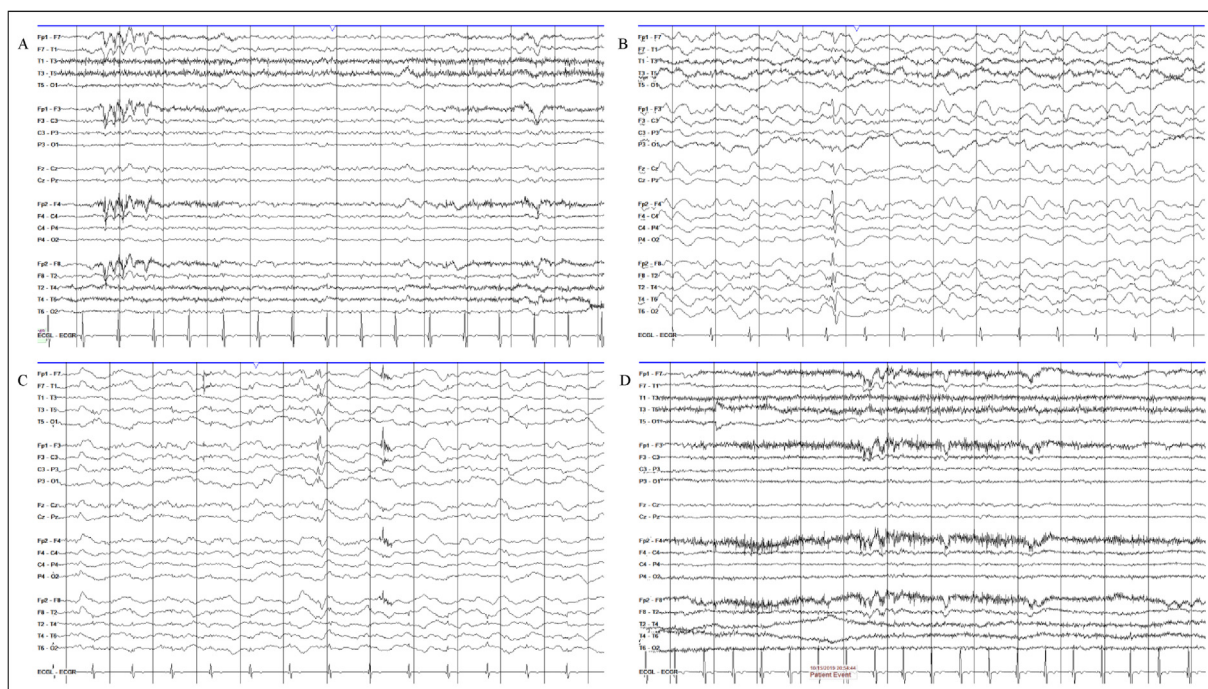 A
Fp1 - F7
F7 - T1
T1 - T3
T3 - T5
T5 - O1
Fp1 - F3
F3 - C3
C3 - P3
P3 - O1
Fz - Cz
Cz - Pz
Fp2 - F4
F4 - C4
C4 - P4
P4 - O2
Fp2 - F8
F8 - T2
T2 - T4
T4 - T6
T6 - O2
ECGL - ECGR
B
Fp1 - F7
F7 - T1
T1 - T3
T3 - T5
T5 - O1
Fp1 - F3
F3 - C3
C3 - P3
P3 - O1
Fz - Cz
Cz - Pz
Fp2 - F4
F4 - C4
C4 - P4
P4 - O2
Fp2 - F8
F8 - T2
T2 - T4
T4 - T6
T6 - O2
ECGL - ECGR
C
Fp1 - F7
F7 - T1
T1 - T3
T3 - T5
T5 - O1
Fp1 - F3
F3 - C3
C3 - P3
P3 - O1
Fz - Cz
Cz - Pz
Fp2 - F4
F4 - C4
C4 - P4
P4 - O2
Fp2 - F8
F8 - T2
T2 - T4
T4 - T6
T6 - O2
ECGL - ECGR
D
Fp1 - F7
F7 - T1
T1 - T3
T3 - T5
T5 - O1
Fp1 - F3
F3 - C3
C3 - P3
P3 - O1
Fz - Cz
Cz - Pz
Fp2 - F4
F4 - C4
C4 - P4
P4 - O2
Fp2 - F8
F8 - T2
T2 - T4
T4 - T6
T6 - O2
ECGL - ECGR
Patient Event